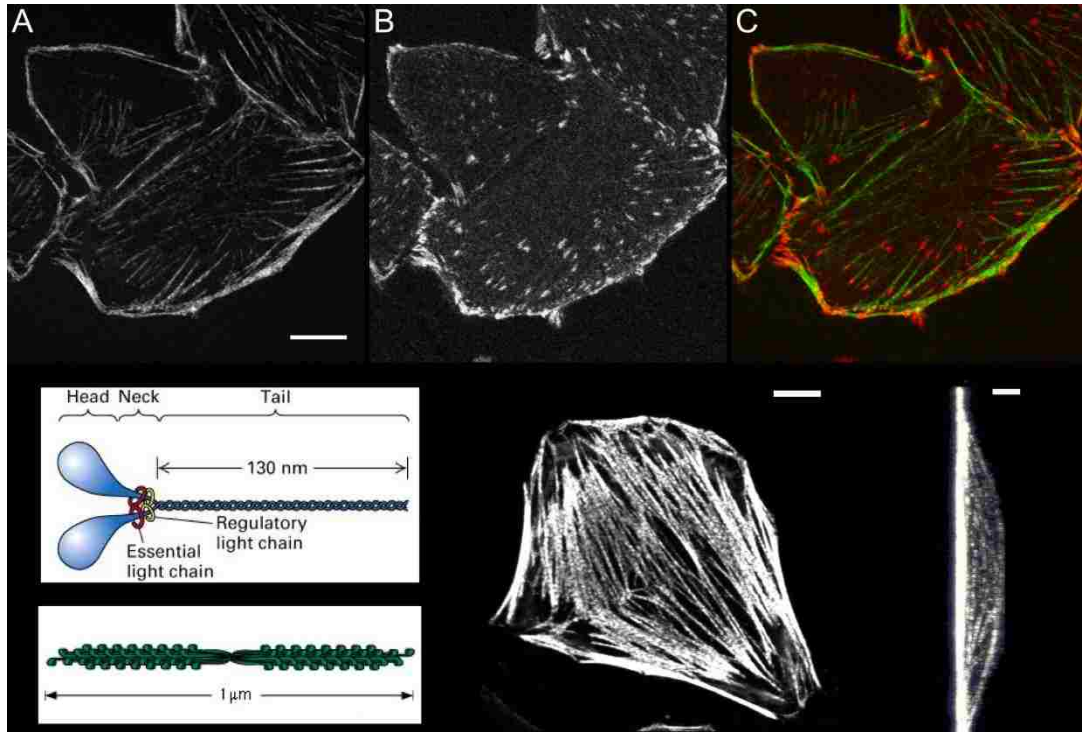 A
B
C
Head Neck Tail
130 nm
Regulatory
light chain
Essential
light chain
1 μm